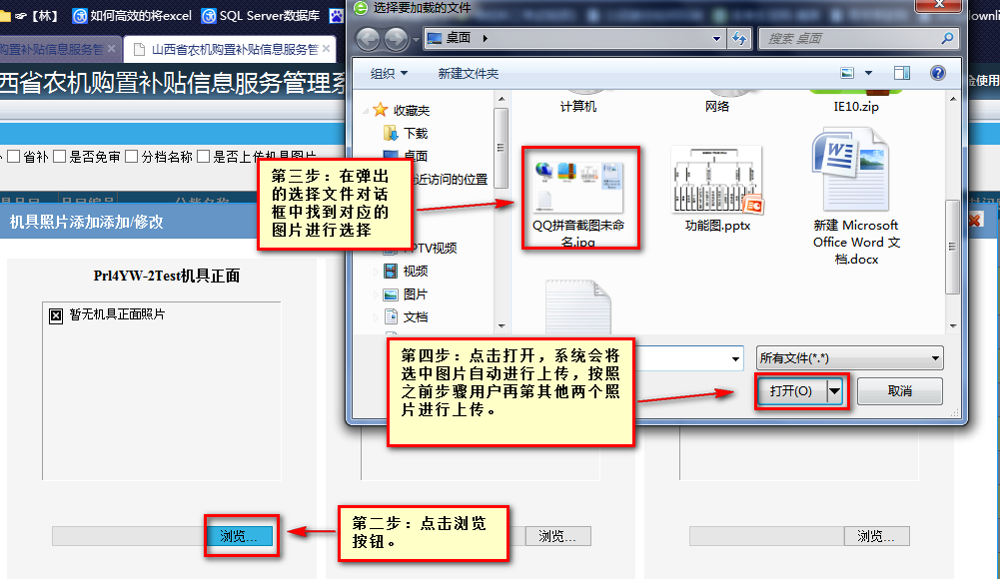 【林】
如何高效的将excel
SQL Server数据库
选择要加载的文件
购置补贴信息服务管
山西省农机购置补贴信息服务管
桌面
搜索 桌面
西省农机购置补贴信息服务管理系
组织
新建文件夹
金使用
收藏夹
下载
桌面
近访问的位置
PPTV视频
视频
图片
文档
计算机
网络
IE10.zip
QQ拼音截图未命
名.jpg
功能图.pptx
新建 Microsoft
Office Word 文
档.docx
省补
是否免审
分档名称
是否上传机具图片
第三步：在弹出
的选择文件对话
框中找到对应的
图片进行选择
机具照片添加添加/修改
Prl4YW-2Test机具正面
暂无机具正面照片
第四步：点击打开，系统会将
选中图片自动进行上传，按照
之前步骤用户再第其他两个照
片进行上传。
所有文件(*.*)
打开(O)
取消
第二步：点击浏览
按钮。
浏览...
浏览...
浏览...